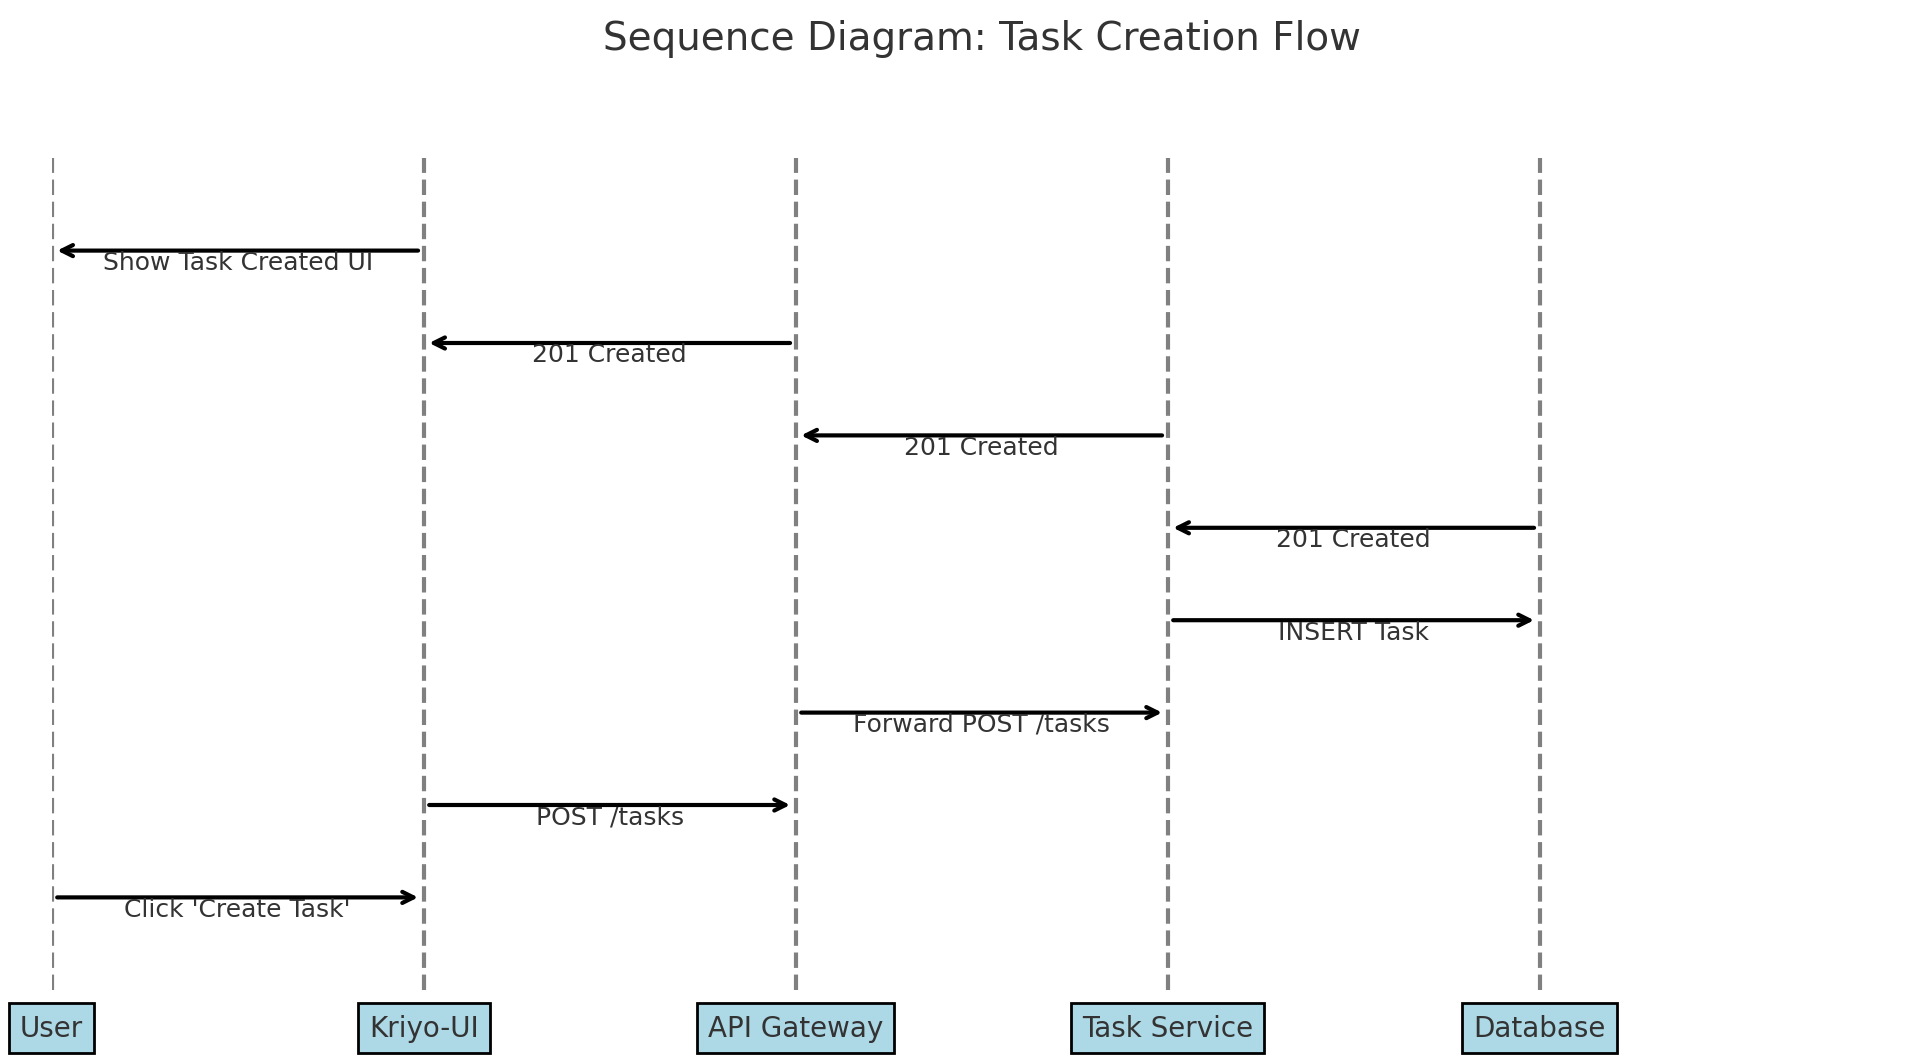 Sequence Diagram: Task Creation Flow
Show Task Created UI
201 Created
201 Created
201 Created
INSERT Task
Forward POST /tasks
POST /tasks
Click 'Create Task'
User
Kriyo-UI
API Gateway
Task Service
Database